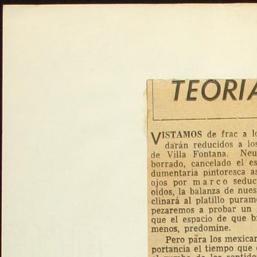 TEORIA
VISTAMOS de frac a lo
darán reducidos a los
de Villa Fontana. Neu
borrado, cancelado el es
dumentaria pintoresca as
ojos por marco seduc
oídos, la balanza de nues
clinará al platillo puram
pezaremos a probar un
que el espacio de que br
menos, predomine.
Pero para los mexican
portancia el tiempo que d